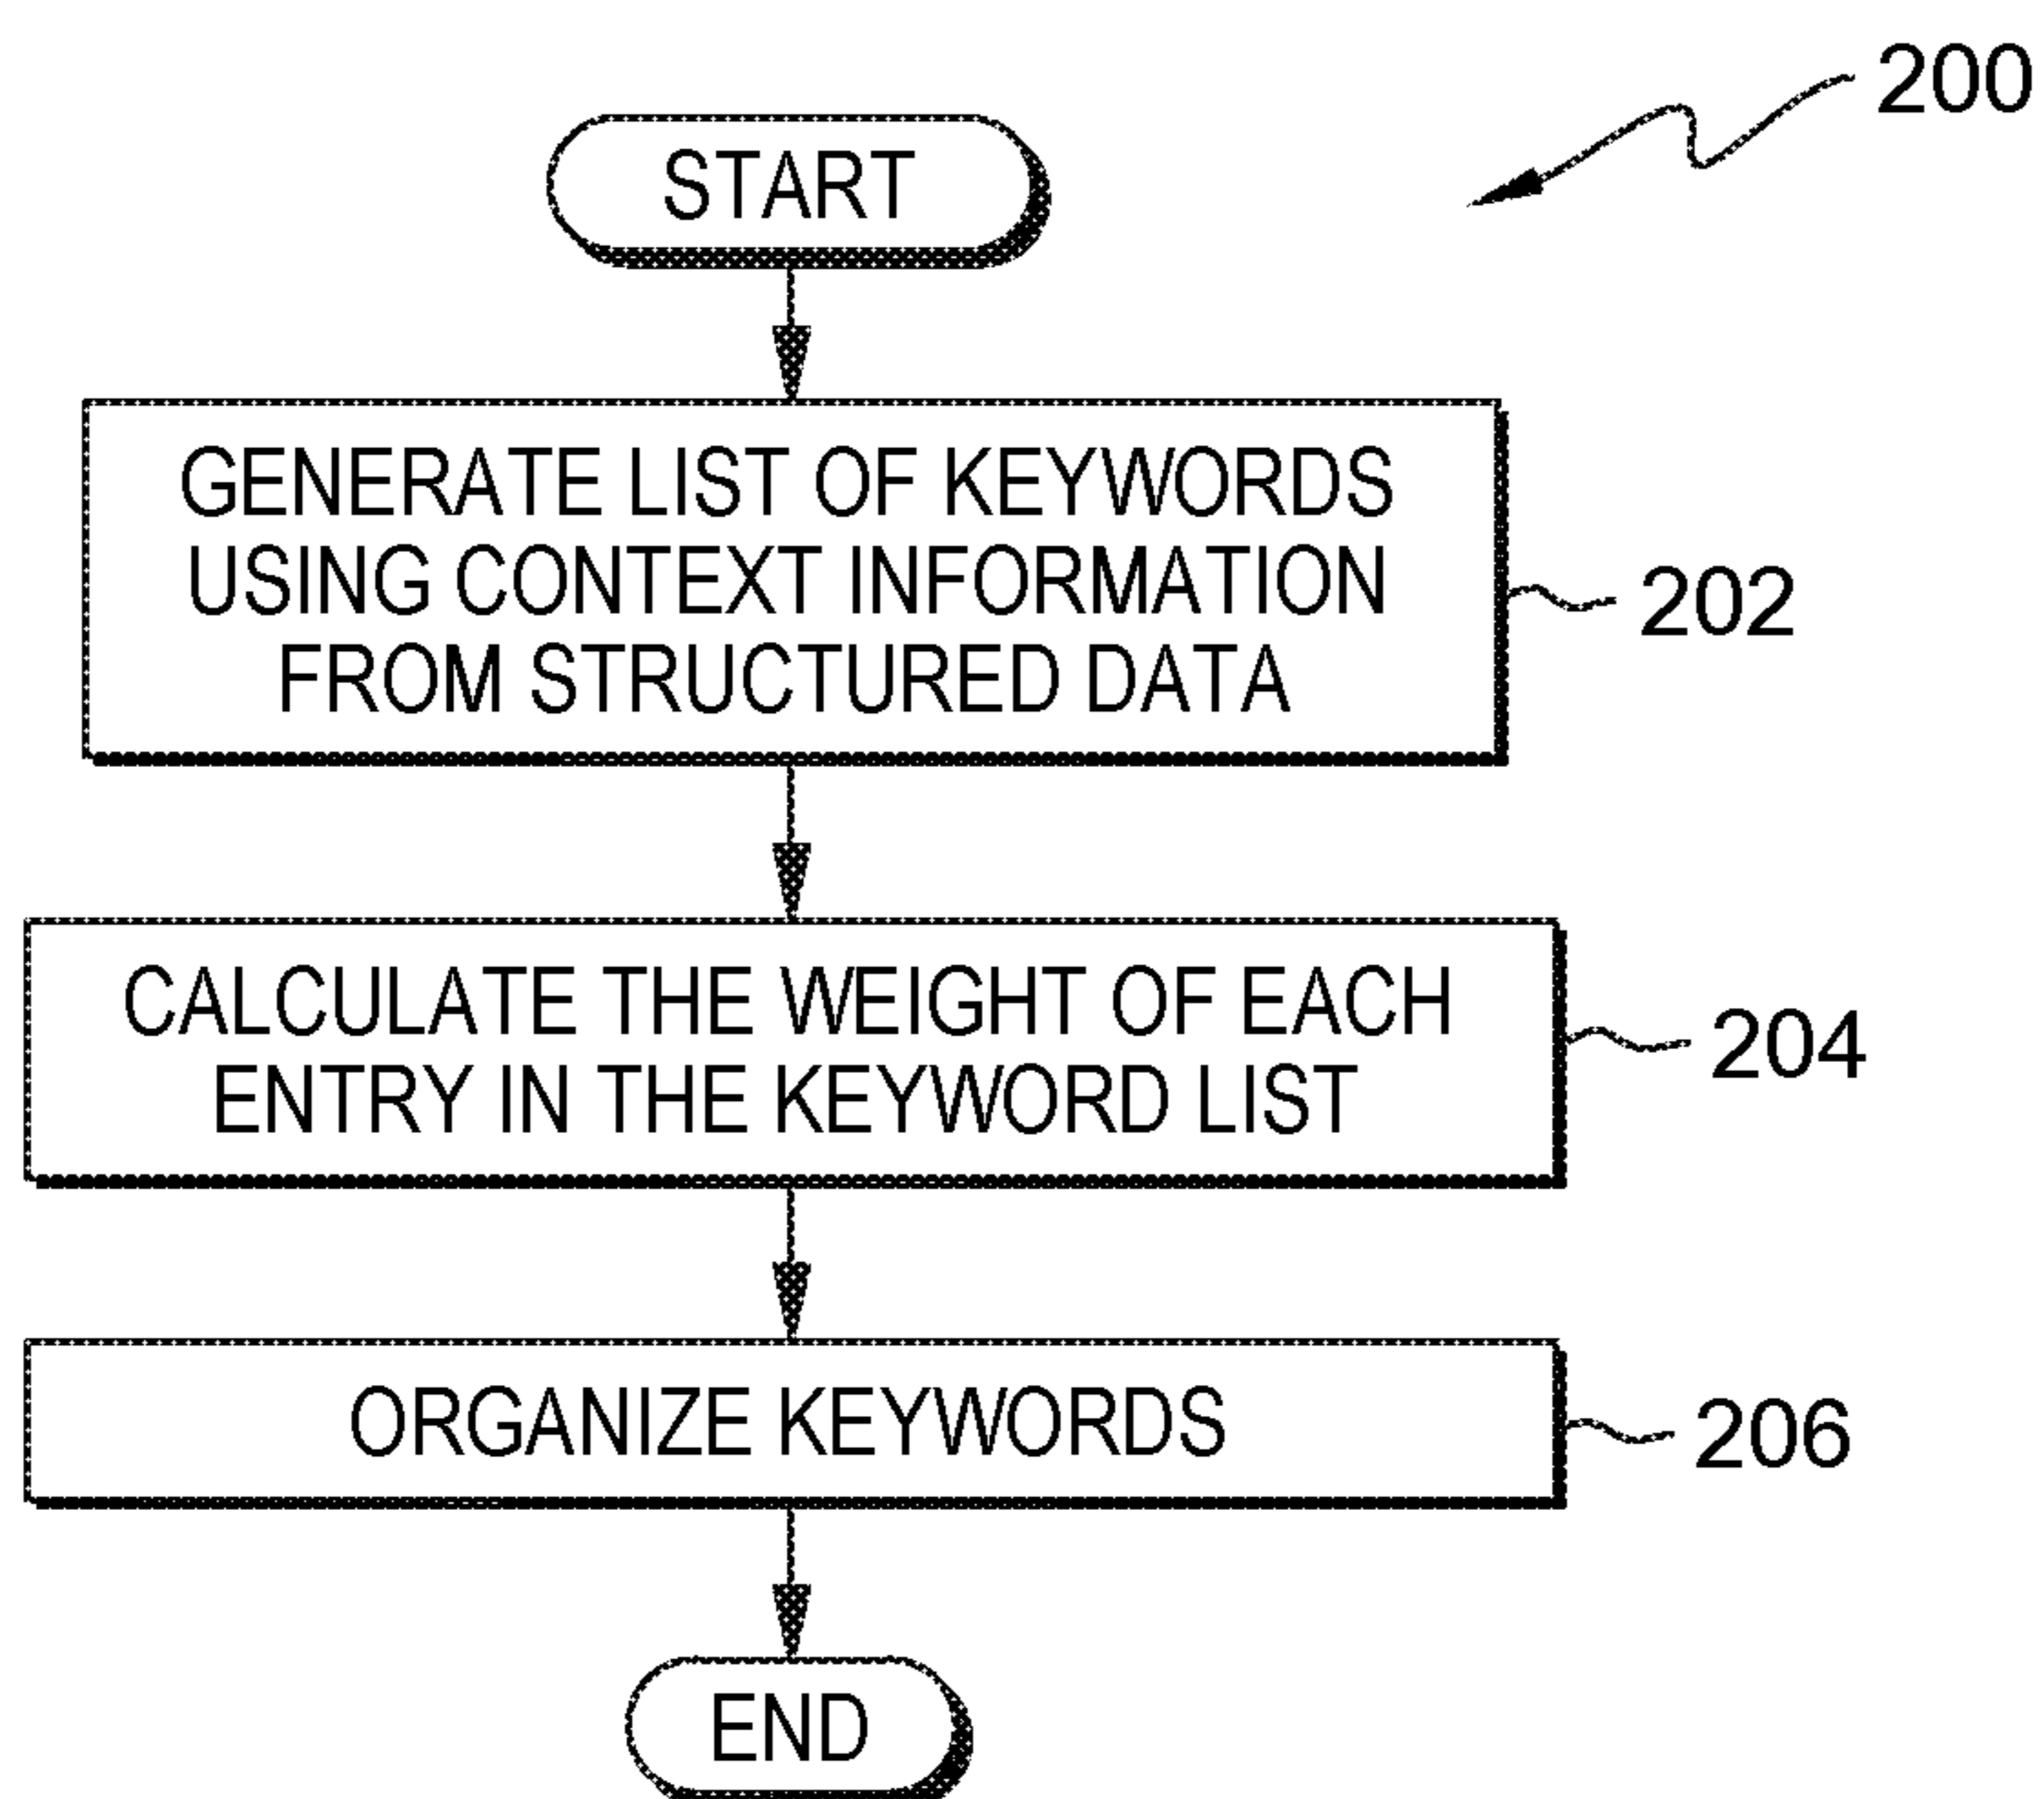 200
START
GENERATE LIST OF KEYWORDS
USING CONTEXT INFORMATION
FROM STRUCTURED DATA
202
CALCULATE THE WEIGHT OF EACH
ENTRY IN THE KEYWORD LIST
204
ORGANIZE KEYWORDS
206
END